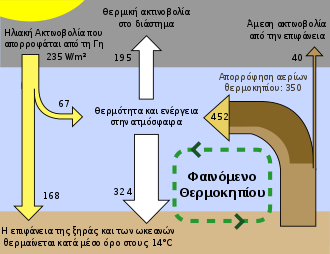 Ηλιακή Ακτινοβολία που
απορροφάται από τη Γη
235 W/m²
Θερμική ακτινοβολία
στο διάστημα
195
Άμεση ακτινοβολία
από την επιφάνεια
40
Απορρόφηση αερίων
θερμοκηπίου: 350
67
Θερμότητα και ενέργεια
στην ατμόσφαιρα
452
324
168
Φαινόμενο
Θερμοκηπίου
Η επιφάνεια της ξηράς και των ωκεανών
θερμαίνεται κατά μέσο όρο στους 14°C